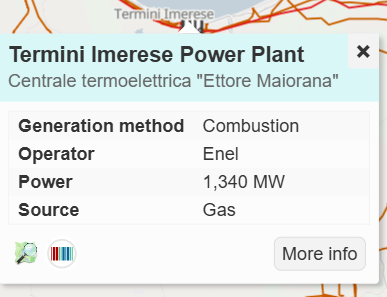 Termini Imerese
Termini Imerese Power Plant ×
Centrale termoelettrica "Ettore Maiorana"
Generation method Combustion
Operator Enel
Power 1,340 MW
Source Gas
More info